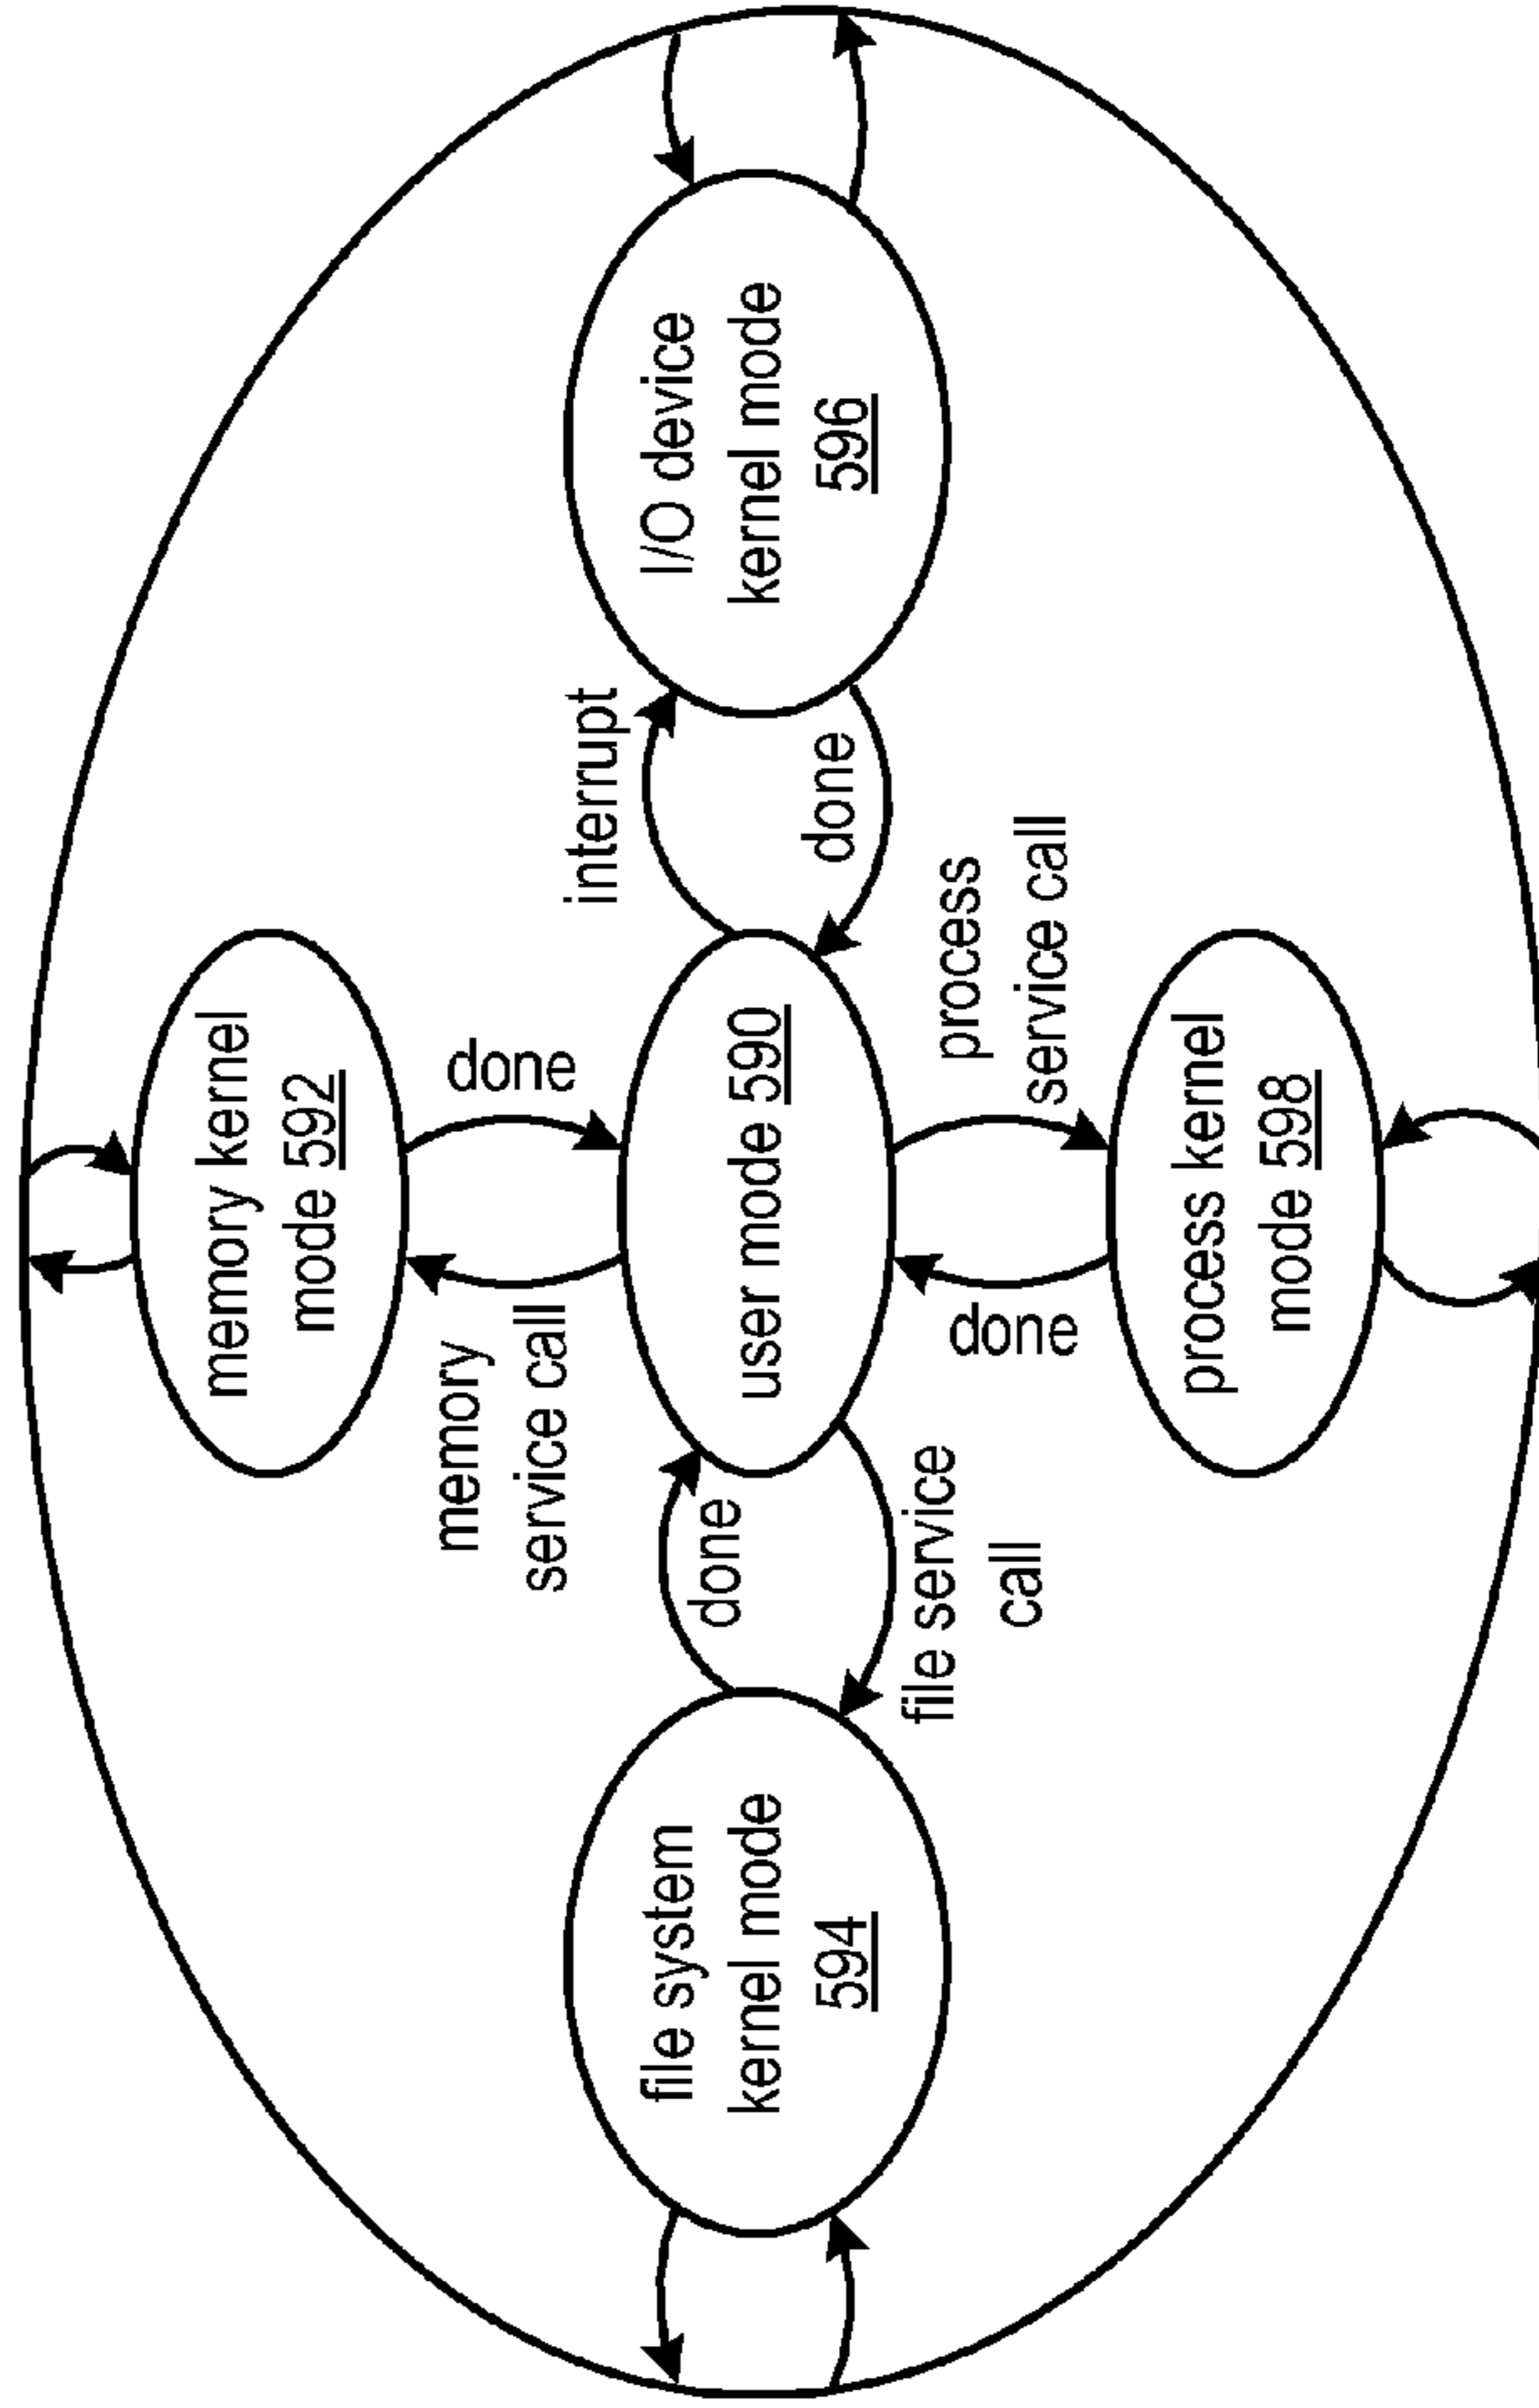 memory kernel
mode 592
memory
service call
done
interrupt
file system
kernel mode
594
done
user mode 590
I/O device
kernel mode
596
done
file service
call
done
process
service call
process kernel
mode 598